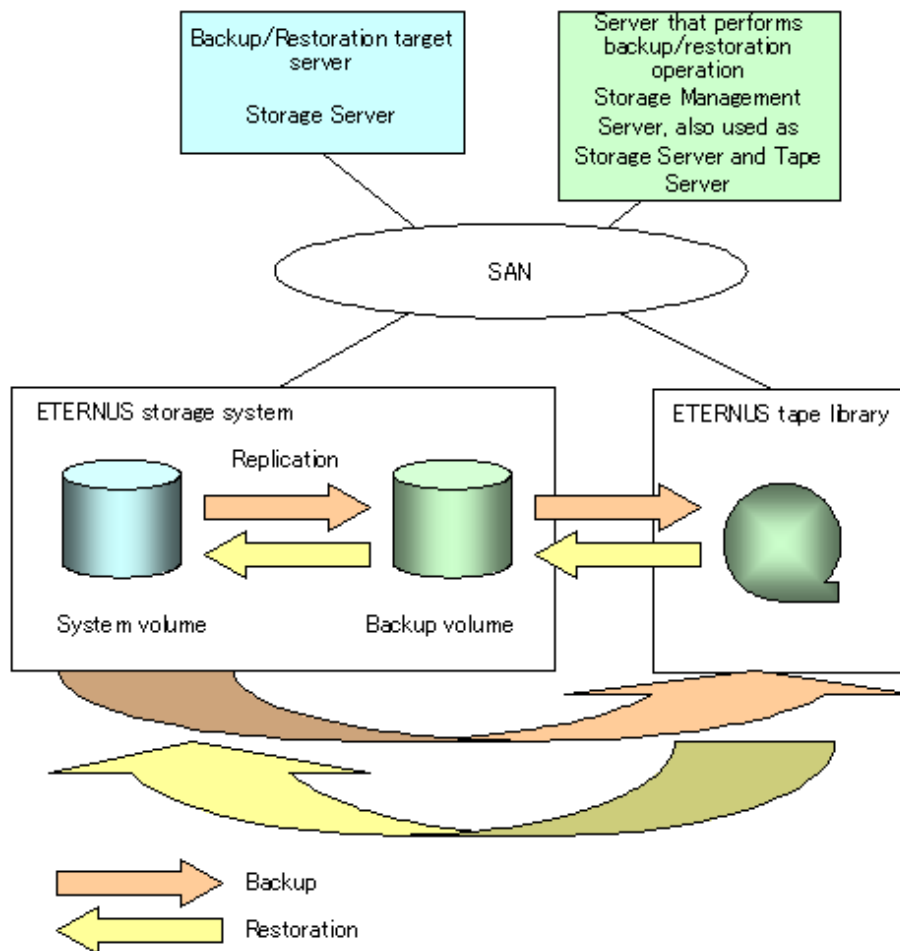 Backup/Restoration target
server
Storage Server
Server that performs
backup/restoration
operation
Storage Management
Server, also used as
Storage Server and Tape
Server
SAN
ETERNUS storage system
ETERNUS tape library
Replication
System volume
Backup volume
Backup
Restoration